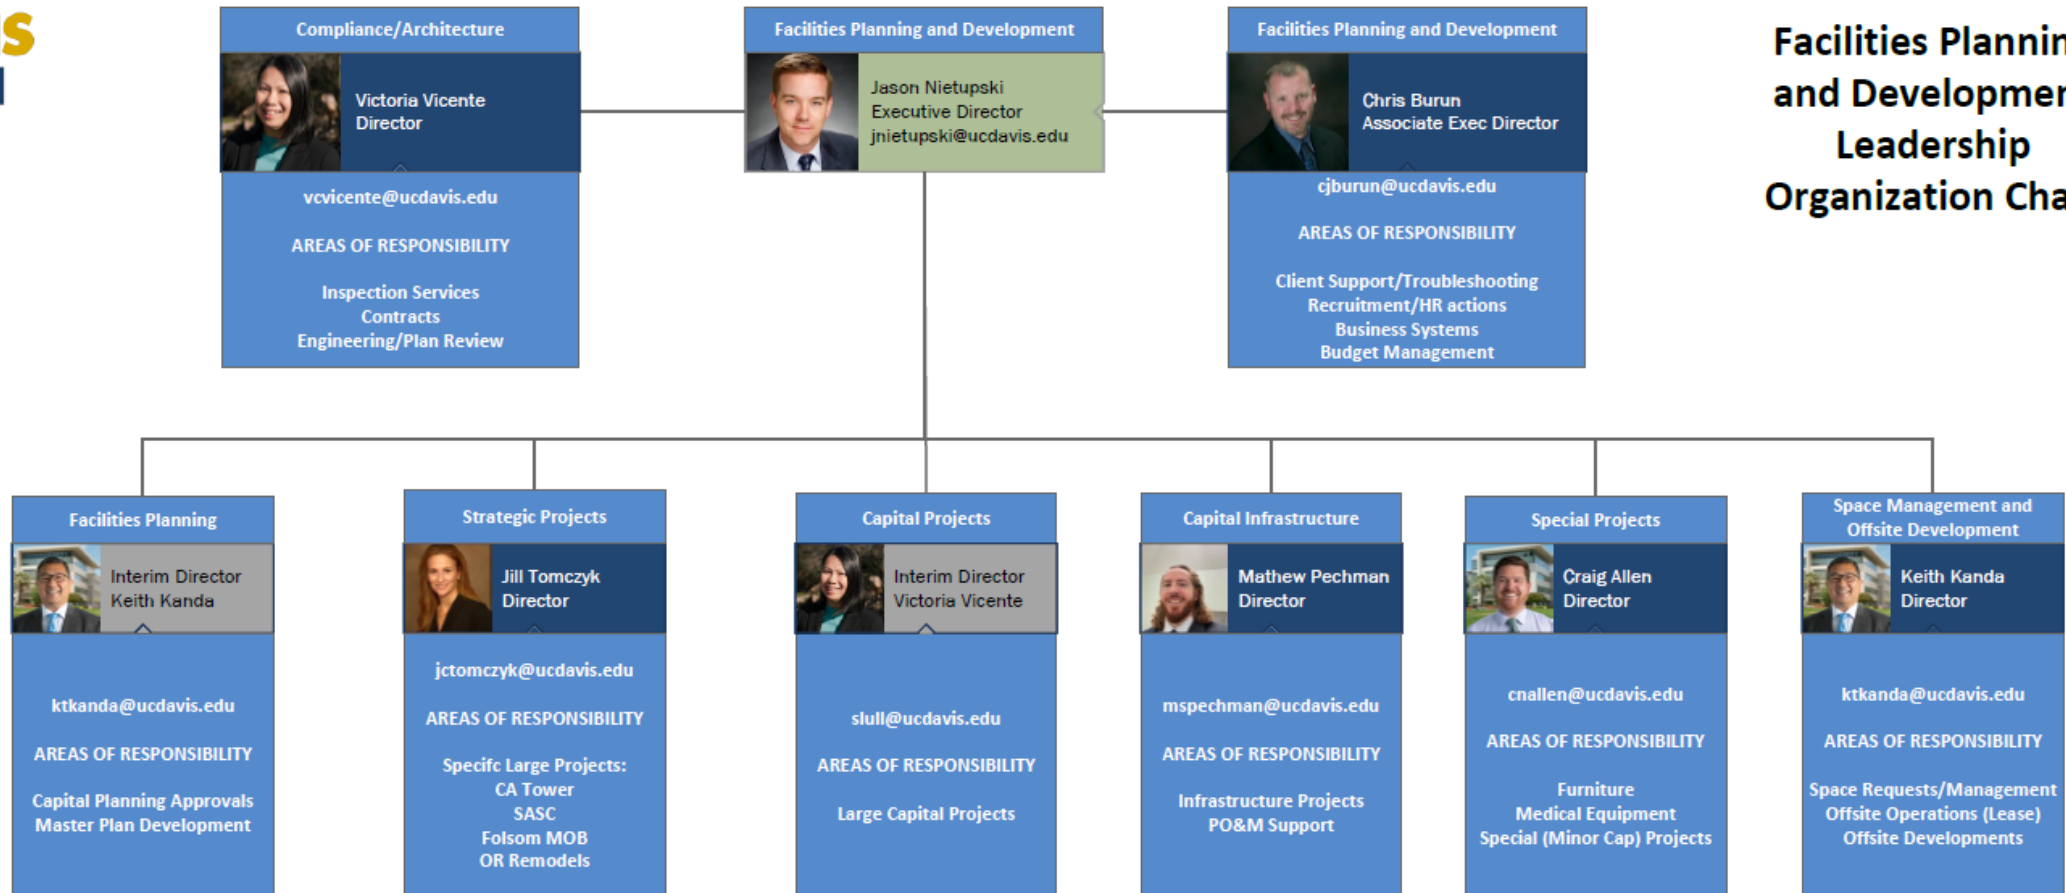 s
Compliance/Architecture
Victoria Vicente
Director
vcvicente@ucdavis.edu
AREAS OF RESPONSIBILITY
Inspection Services
Contracts
Engineering/Plan Review
Facilities Planning and Development
Jason Nietupski
Executive Director
jnietupski@ucdavis.edu
Facilities Planning and Development
Chris Burun
Associate Exec Director
cjburun@ucdavis.edu
AREAS OF RESPONSIBILITY
Client Support/Troubleshooting
Recruitment/HR actions
Business Systems
Budget Management
Facilities Plannin
and Developmen
Leadership
Organization Cha
Facilities Planning
Interim Director
Keith Kanda
ktkanda@ucdavis.edu
AREAS OF RESPONSIBILITY
Capital Planning Approvals
Master Plan Development
Strategic Projects
Jill Tomczyk
Director
jctomczyk@ucdavis.edu
AREAS OF RESPONSIBILITY
Specifc Large Projects:
CA Tower
SASC
Folsom MOB
OR Remodels
Capital Projects
Interim Director
Victoria Vicente
slull@ucdavis.edu
AREAS OF RESPONSIBILITY
Large Capital Projects
Capital Infrastructure
Mathew Pechman
Director
mspechman@ucdavis.edu
AREAS OF RESPONSIBILITY
Infrastructure Projects
PO&M Support
Special Projects
Craig Allen
Director
cnallen@ucdavis.edu
AREAS OF RESPONSIBILITY
Furniture
Medical Equipment
Special (Minor Cap) Projects
Space Management and
Offsite Development
Keith Kanda
Director
ktkanda@ucdavis.edu
AREAS OF RESPONSIBILITY
Space Requests/Management
Offsite Operations (Lease)
Offsite Developments